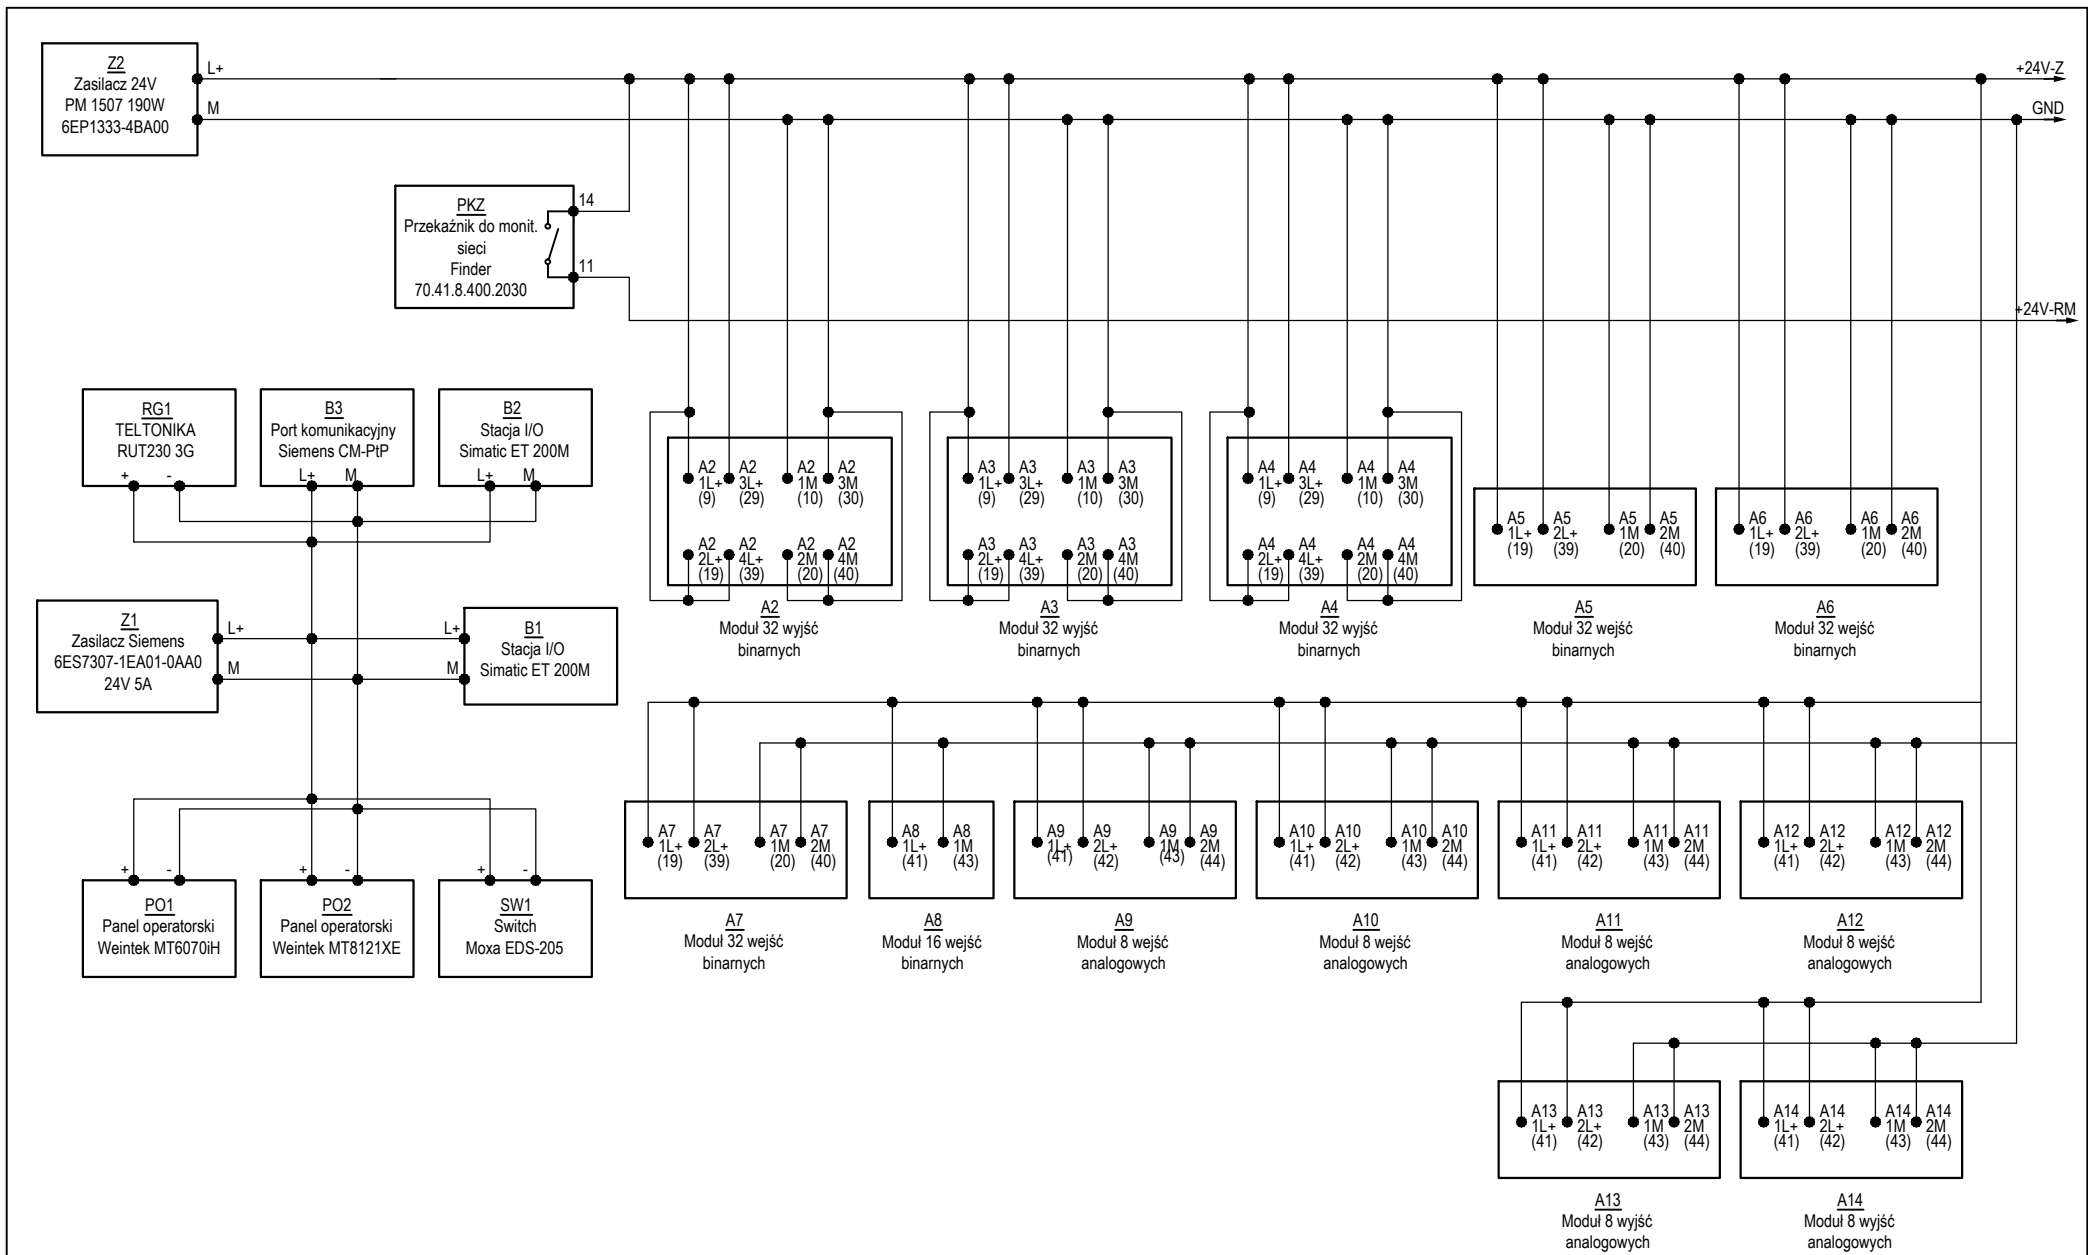 Z2
Zasilacz 24V
PM 1507 190W
6EP1333-4BA00
L+
M
+24V-Z
GND
PKZ
Przekaźnik do monit.
sieci
Finder
70.41.8.400.2030
14
11
+24V-RM
RG1
TELTONIKA
RUT230 3G
+ -
B3
Port komunikacyjny
Siemens CM-PtP
L+ M
B2
Stacja I/O
Simatic ET 200M
L+ M
A2 A2 A2 A2
1L+ 3L+ 1M 3M
(9) (29) (10) (30)
A2 A2 A2 A2
2L+ 4L+ 2M 4M
(19) (39) (20) (40)
A2
Moduł 32 wyjść
binarnych
A3 A3 A3 A3
1L+ 3L+ 1M 3M
(9) (29) (10) (30)
A3 A3 A3 A3
2L+ 4L+ 2M 4M
(19) (39) (20) (40)
A3
Moduł 32 wyjść
binarnych
A4 A4 A4 A4
1L+ 3L+ 1M 3M
(9) (29) (10) (30)
A4 A4 A4 A4
2L+ 4L+ 2M 4M
(19) (39) (20) (40)
A4
Moduł 32 wyjść
binarnych
A5 A5 A5 A5
1L+ 2L+ 1M 2M
(19) (39) (20) (40)
A5
Moduł 32 wejść
binarnych
A6 A6 A6 A6
1L+ 2L+ 1M 2M
(19) (39) (20) (40)
A6
Moduł 32 wejść
binarnych
Z1
Zasilacz Siemens
6ES7307-1EA01-0AA0
24V 5A
L+
M
L+
M
B1
Stacja I/O
Simatic ET 200M
+ -
PO1
Panel operatorski
Weintek MT6070iH
+ -
PO2
Panel operatorski
Weintek MT8121XE
+ -
SW1
Switch
Moxa EDS-205
A7 A7 A7 A7
1L+ 2L+ 1M 2M
(19) (39) (20) (40)
A7
Moduł 32 wejść
binarnych
A8 A8
1L+ 1M
(41) (43)
A8
Moduł 16 wejść
binarnych
A9 A9 A9 A9
1L+ 2L+ 1M 2M
(41) (42) (43) (44)
A9
Moduł 8 wejść
analogowych
A10 A10 A10 A10
1L+ 2L+ 1M 2M
(41) (42) (43) (44)
A10
Moduł 8 wejść
analogowych
A11 A11 A11 A11
1L+ 2L+ 1M 2M
(41) (42) (43) (44)
A11
Moduł 8 wejść
analogowych
A12 A12 A12 A12
1L+ 2L+ 1M 2M
(41) (42) (43) (44)
A12
Moduł 8 wejść
analogowych
A13 A13 A13 A13
1L+ 2L+ 1M 2M
(41) (42) (43) (44)
A13
Moduł 8 wyjść
analogowych
A14 A14 A14 A14
1L+ 2L+ 1M 2M
(41) (42) (43) (44)
A14
Moduł 8 wyjść
analogowych